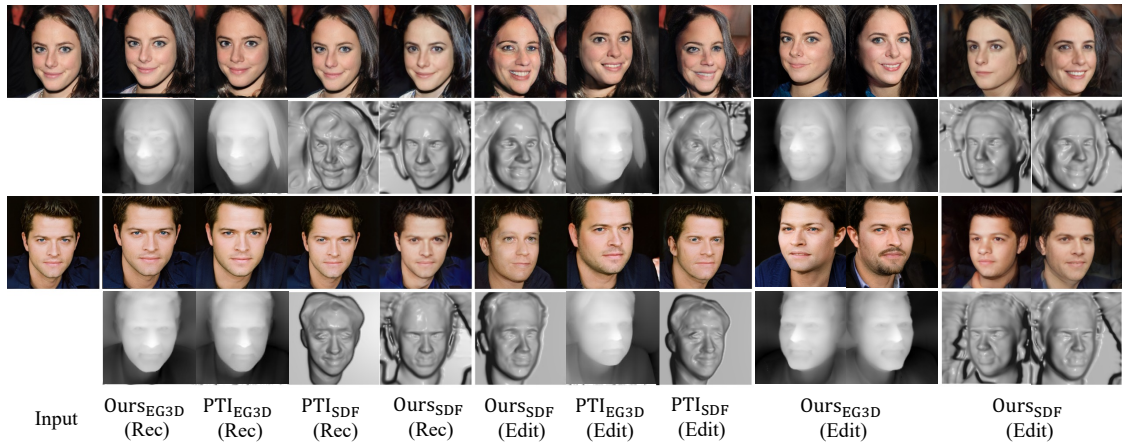 Input
Ours_EG3D (Rec)
PTI_EG3D (Rec)
PTI_SDF (Rec)
Ours_SDF (Rec)
Ours_SDF (Edit)
PTI_EG3D (Edit)
PTI_SDF (Edit)
Ours_EG3D (Edit)
Ours_SDF (Edit)